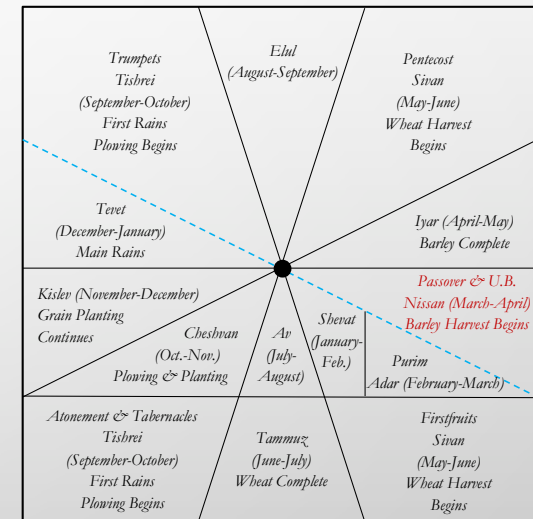 Trumpets
Tishrei
(September-October)
First Rains
Plowing Begins
Elul
(August-September)
Pentecost
Sivan
(May-June)
Wheat Harvest
Begins
Tevet
(December-January)
Main Rains
Iyar (April-May)
Barley Complete
Passover & U.B.
Nissan (March-April)
Barley Harvest Begins
Kislev (November-December)
Grain Planting
Continues
Cheshvan
(Oct.-Nov.)
Plowing & Planting
Av
(July-
August)
Shevat
(January-
Feb.)
Purim
Adar (February-March)
Atonement & Tabernacles
Tishrei
(September-October)
First Rains
Plowing Begins
Tammuz
(June-July)
Wheat Complete
Firstfruits
Sivan
(May-June)
Wheat Harvest
Begins